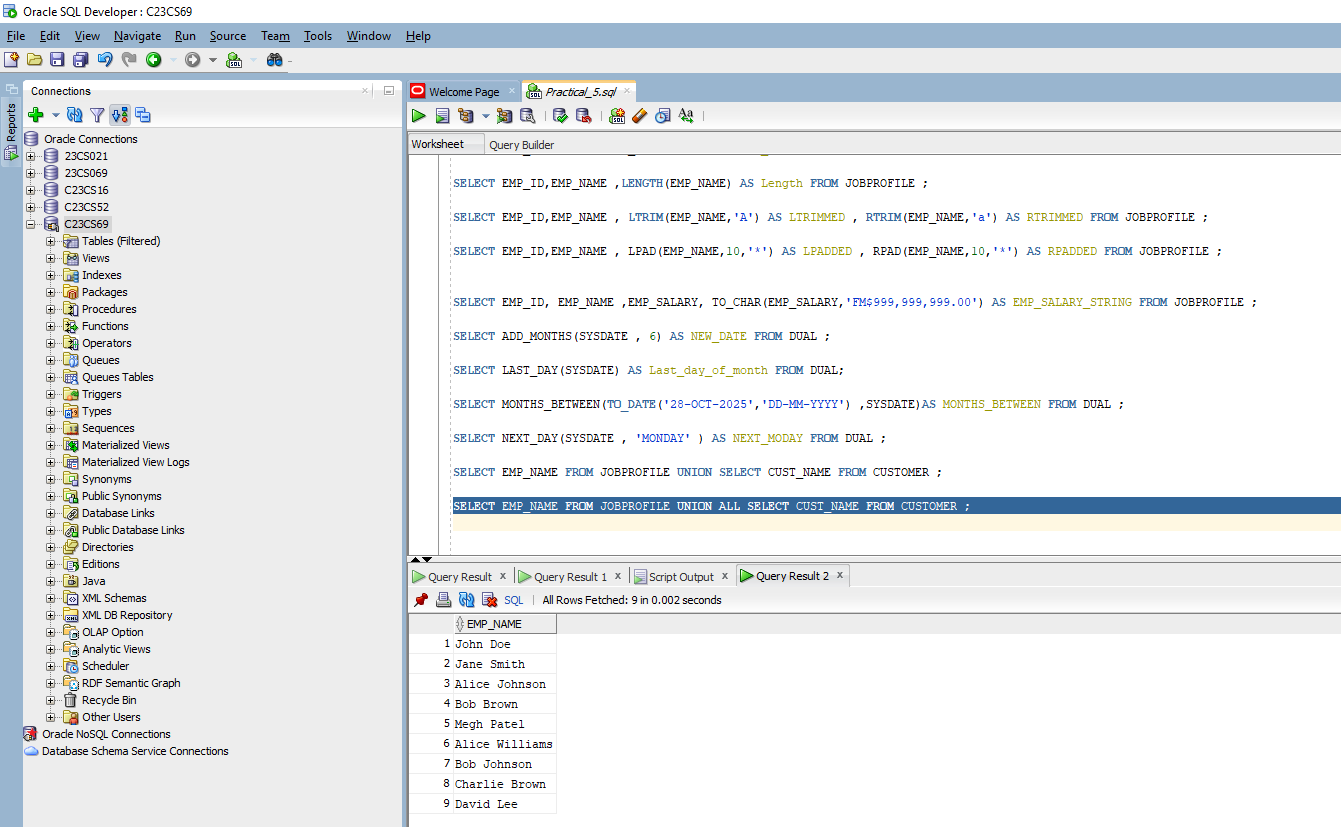 Oracle SQL Developer : C23CS69
File Edit View Navigate Run Source Team Tools Window Help
Reports
Connections
Oracle Connections
23CS021
23CS069
C23CS16
C23CS52
C23CS69
Tables (Filtered)
Views
Indexes
Packages
Procedures
Functions
Operators
Queues
Queues Tables
Triggers
Types
Sequences
Materialized Views
Materialized View Logs
Synonyms
Public Synonyms
Database Links
Public Database Links
Directories
Editions
Java
XML Schemas
XML DB Repository
OLAP Option
Analytic Views
Scheduler
RDF Semantic Graph
Recycle Bin
Other Users
Oracle NoSQL Connections
Database Schema Service Connections
Welcome Page Practical_5.sql
Worksheet Query Builder
SELECT EMP_ID,EMP_NAME ,LENGTH(EMP_NAME) AS Length FROM JOBPROFILE ;
SELECT EMP_ID,EMP_NAME , LTRIM(EMP_NAME,'A') AS LTRIMMED , RTRIM(EMP_NAME,'a') AS RTRIMMED FROM JOBPROFILE ;
SELECT EMP_ID,EMP_NAME , LPAD(EMP_NAME,10,'*') AS LPADDED , RPAD(EMP_NAME,10,'*') AS RPADDED FROM JOBPROFILE ;
SELECT EMP_ID, EMP_NAME ,EMP_SALARY, TO_CHAR(EMP_SALARY,'FM$999,999,999.00') AS EMP_SALARY_STRING FROM JOBPROFILE ;
SELECT ADD_MONTHS(SYSDATE , 6) AS NEW_DATE FROM DUAL ;
SELECT LAST_DAY(SYSDATE) AS Last_day_of_month FROM DUAL;
SELECT MONTHS_BETWEEN(TO_DATE('28-OCT-2025','DD-MM-YYYY') ,SYSDATE)AS MONTHS_BETWEEN FROM DUAL ;
SELECT NEXT_DAY(SYSDATE , 'MONDAY' ) AS NEXT_MODAY FROM DUAL ;
SELECT EMP_NAME FROM JOBPROFILE UNION SELECT CUST_NAME FROM CUSTOMER ;
SELECT EMP_NAME FROM JOBPROFILE UNION ALL SELECT CUST_NAME FROM CUSTOMER ;
Query Result Query Result 1 Script Output Query Result 2
SQL All Rows Fetched: 9 in 0.002 seconds
EMP_NAME
1 John Doe
2 Jane Smith
3 Alice Johnson
4 Bob Brown
5 Megh Patel
6 Alice Williams
7 Bob Johnson
8 Charlie Brown
9 David Lee